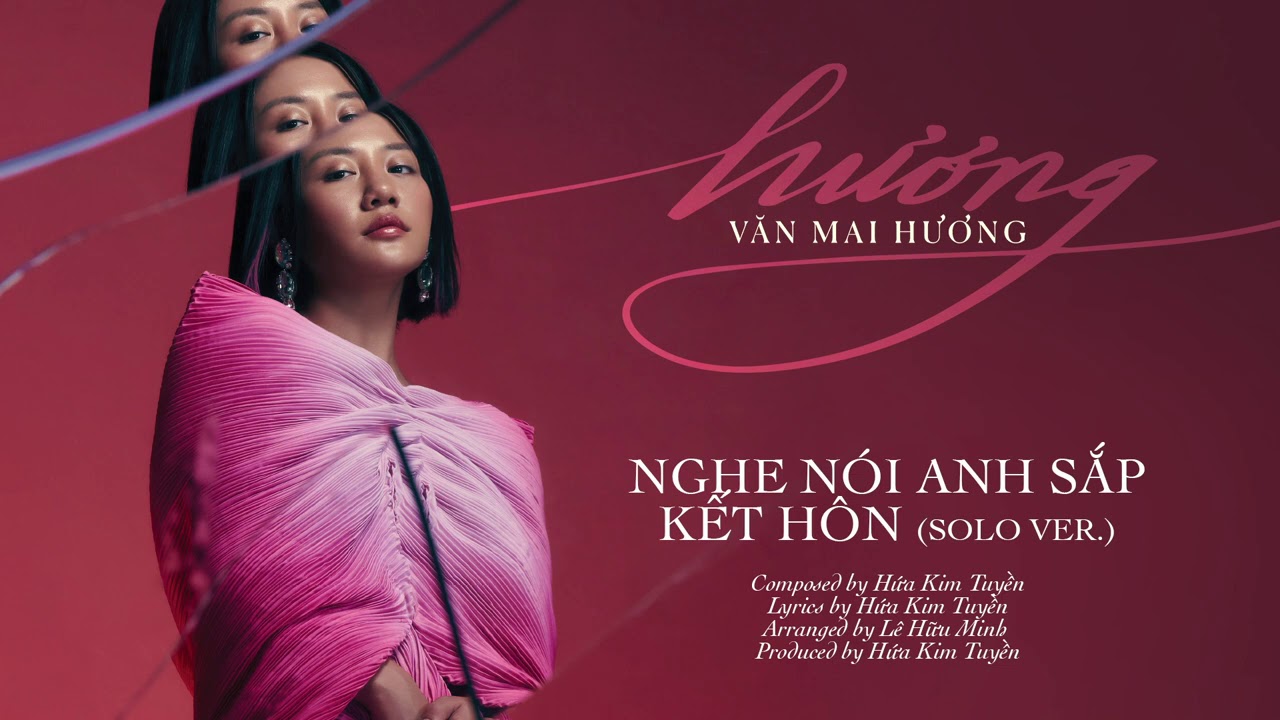 hương
VĂN MAI HƯƠNG
NGHE NÓI ANH SẮP
KẾT HÔN (SOLO VER.)
Composed by Hứa Kim Tuyền
Lyrics by Hứa Kim Tuyền
Arranged by Lê Hữu Minh
Produced by Hứa Kim Tuyền